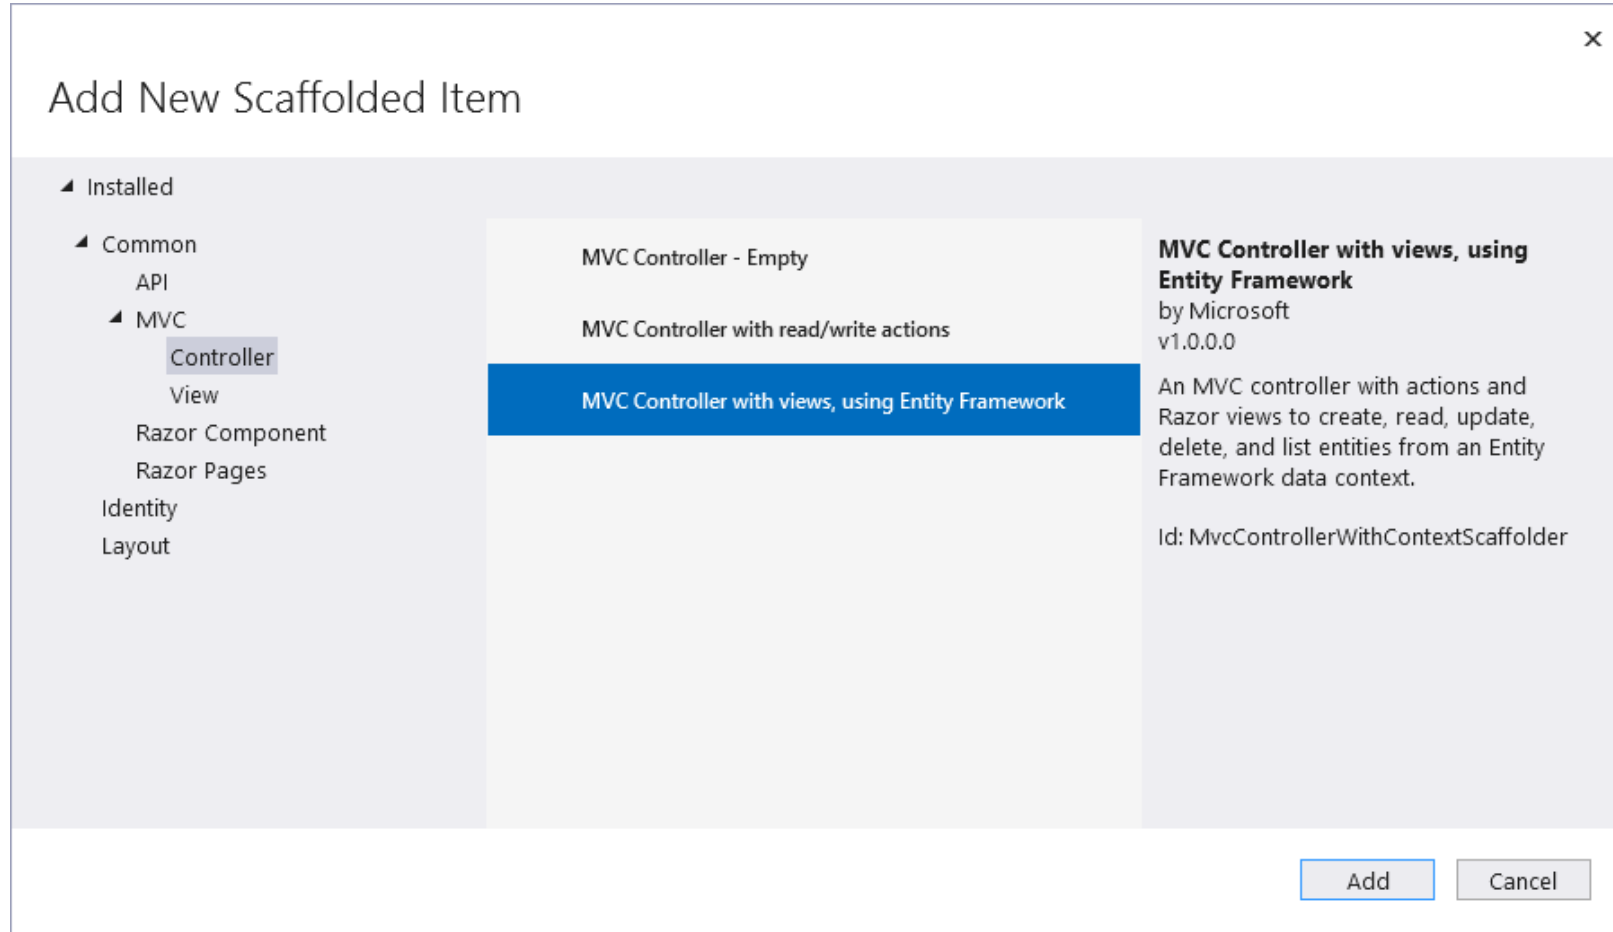 Add New Scaffolded Item
Installed
Common
API
MVC
Controller
View
Razor Component
Razor Pages
Identity
Layout
MVC Controller - Empty
MVC Controller with read/write actions
MVC Controller with views, using Entity Framework
MVC Controller with views, using
Entity Framework
by Microsoft
v1.0.0.0
An MVC controller with actions and
Razor views to create, read, update,
delete, and list entities from an Entity
Framework data context.
Id: MvcControllerWithContextScaffolder
Add
Cancel